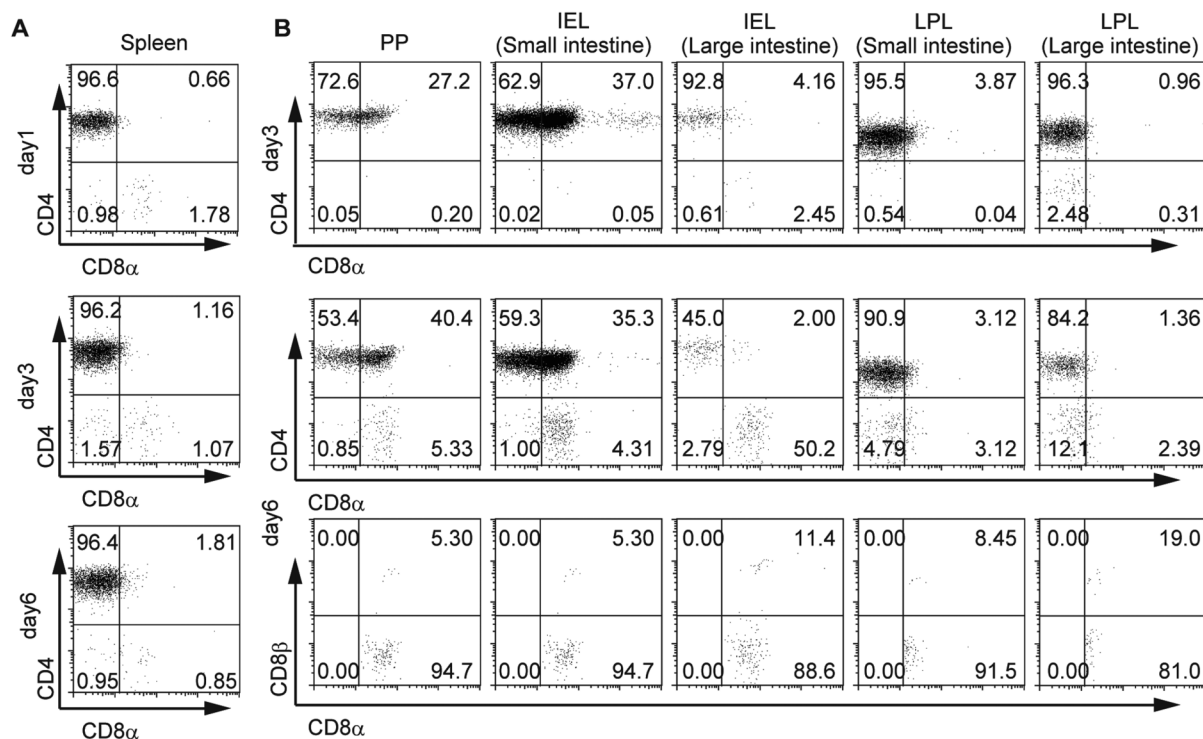 A
B
Spleen
PP
IEL
(Small intestine)
IEL
(Large intestine)
LPL
(Small intestine)
LPL
(Large intestine)
day1
CD4
96.6 0.66
0.98 1.78
CD8α
day3
CD4
96.2 1.16
1.57 1.07
CD8α
day6
CD4
96.4 1.81
0.95 0.85
CD8α
day3
CD4
72.6 27.2 62.9 37.0 92.8 4.16 95.5 3.87 96.3 0.96
0.05 0.20 0.02 0.05 0.61 2.45 0.54 0.04 2.48 0.31
CD8α
day6
CD4
53.4 40.4 59.3 35.3 45.0 2.00 90.9 3.12 84.2 1.36
0.85 5.33 1.00 4.31 2.79 50.2 4.79 3.12 12.1 2.39
CD8α
CD8β
0.00 5.30 0.00 5.30 0.00 11.4 0.00 8.45 0.00 19.0
0.00 94.7 0.00 94.7 0.00 88.6 0.00 91.5 0.00 81.0
CD8α